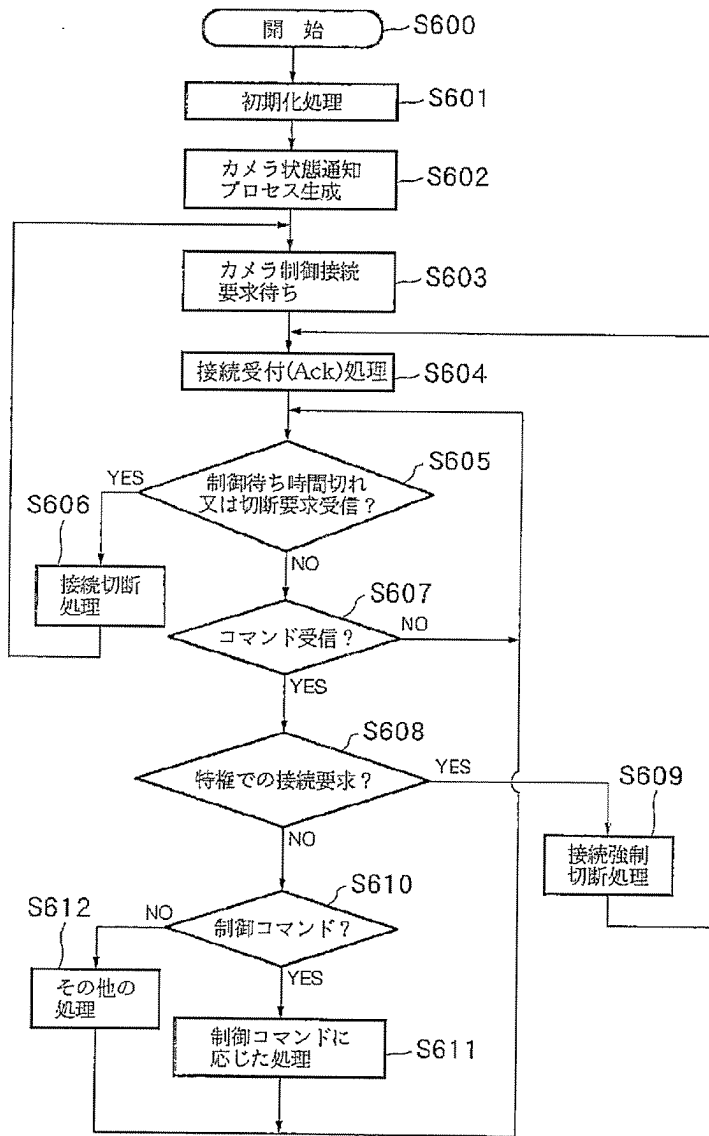 開 始
S600
初期化処理
S601
カメラ状態通知
プロセス生成
S602
カメラ制御接続
要求待ち
S603
接続受付(Ack)処理
S604
制御待ち時間切れ
又は切断要求受信？
S605
YES
S606
接続切断
処理
NO
コマンド受信？
S607
NO
YES
特権での接続要求？
S608
YES
S609
接続強制
切断処理
NO
制御コマンド？
S610
NO
S612
その他の
処理
YES
制御コマンドに
応じた処理
S611